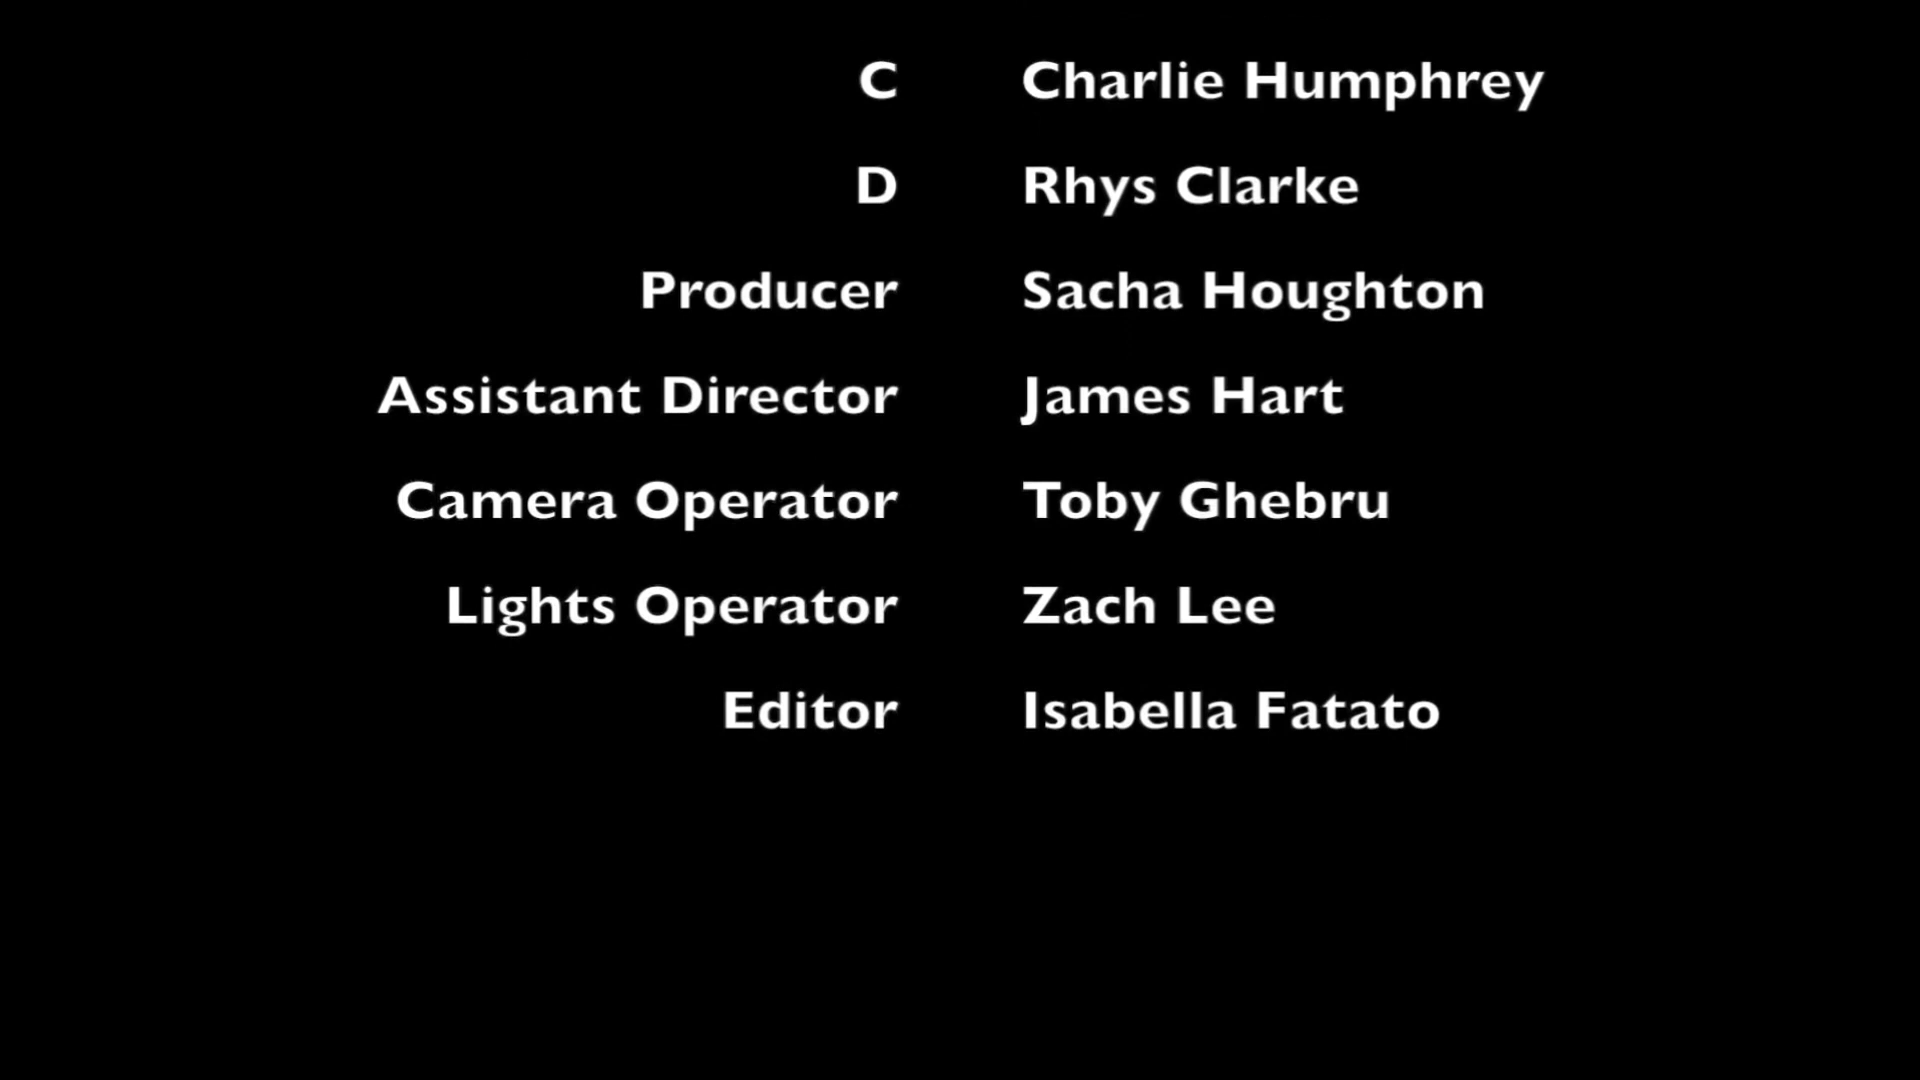 C Charlie Humphrey
D Rhys Clarke
Producer Sacha Houghton
Assistant Director James Hart
Camera Operator Toby Ghebru
Lights Operator Zach Lee
Editor Isabella Fatato